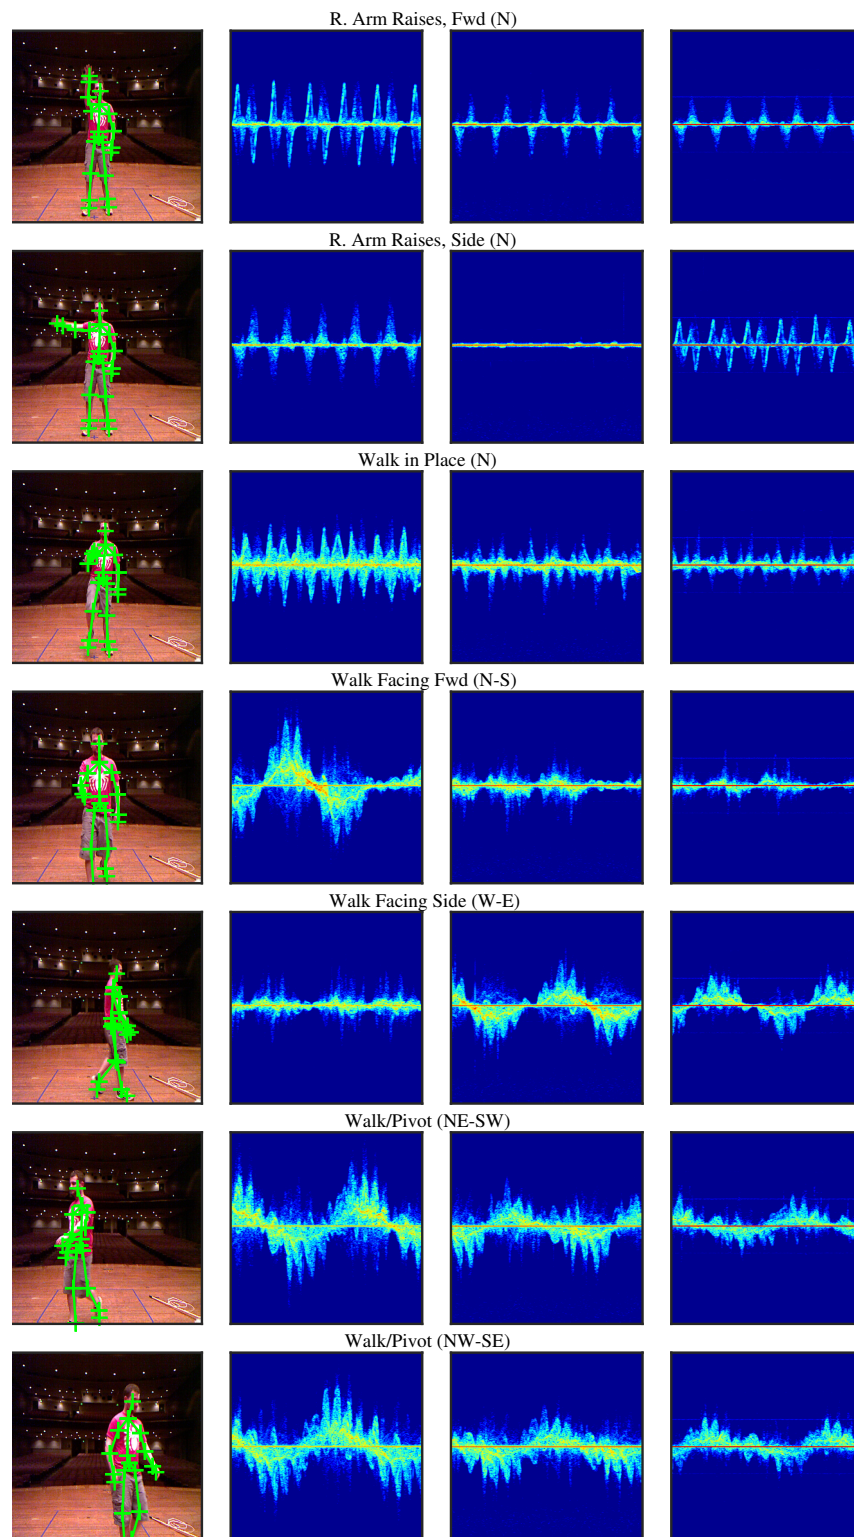 R. Arm Raises, Fwd (N)
R. Arm Raises, Side (N)
Walk in Place (N)
Walk Facing Fwd (N-S)
Walk Facing Side (W-E)
Walk/Pivot (NE-SW)
Walk/Pivot (NW-SE)